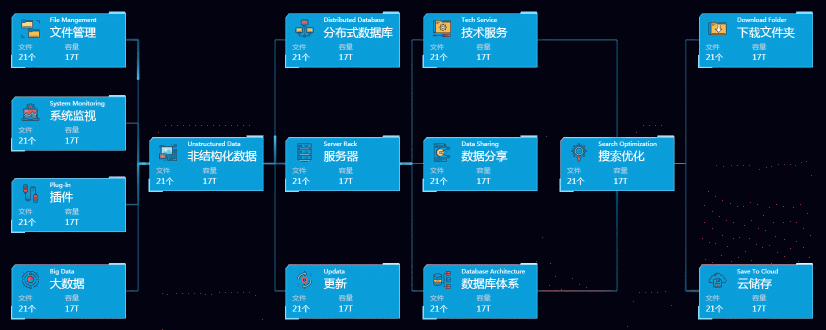 File Mangement
文件管理
文件 容量
21个 17T
System Monitoring
系统监视
文件 容量
21个 17T
Plug-In
插件
文件 容量
21个 17T
Big Data
大数据
文件 容量
21个 17T
Unstructured Data
非结构化数据
文件 容量
21个 17T
Distributed Database
分布式数据库
文件 容量
21个 17T
Server Rack
服务器
文件 容量
21个 17T
Updata
更新
文件 容量
21个 17T
Tech Service
技术服务
文件 容量
21个 17T
Data Sharing
数据分享
文件 容量
21个 17T
Database Architecture
数据库体系
文件 容量
21个 17T
Search Optimization
搜索优化
文件 容量
21个 17T
Download Folder
下载文件夹
文件 容量
21个 17T
Save To Cloud
云储存
文件 容量
21个 17T